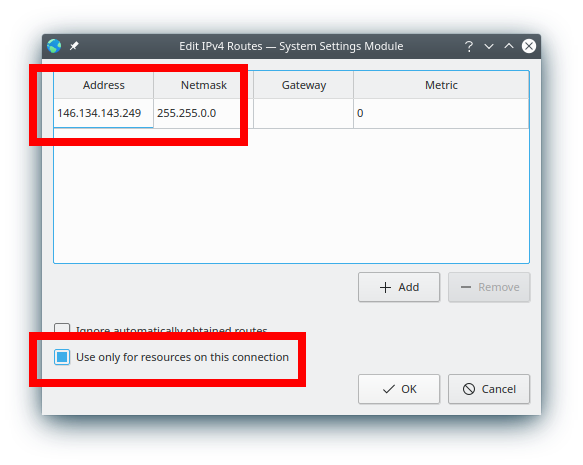 Edit IPv4 Routes — System Settings Module
Address Netmask Gateway Metric
146.134.143.249 255.255.0.0 0
Add Remove
Ignore automatically obtained routes
Use only for resources on this connection
OK Cancel